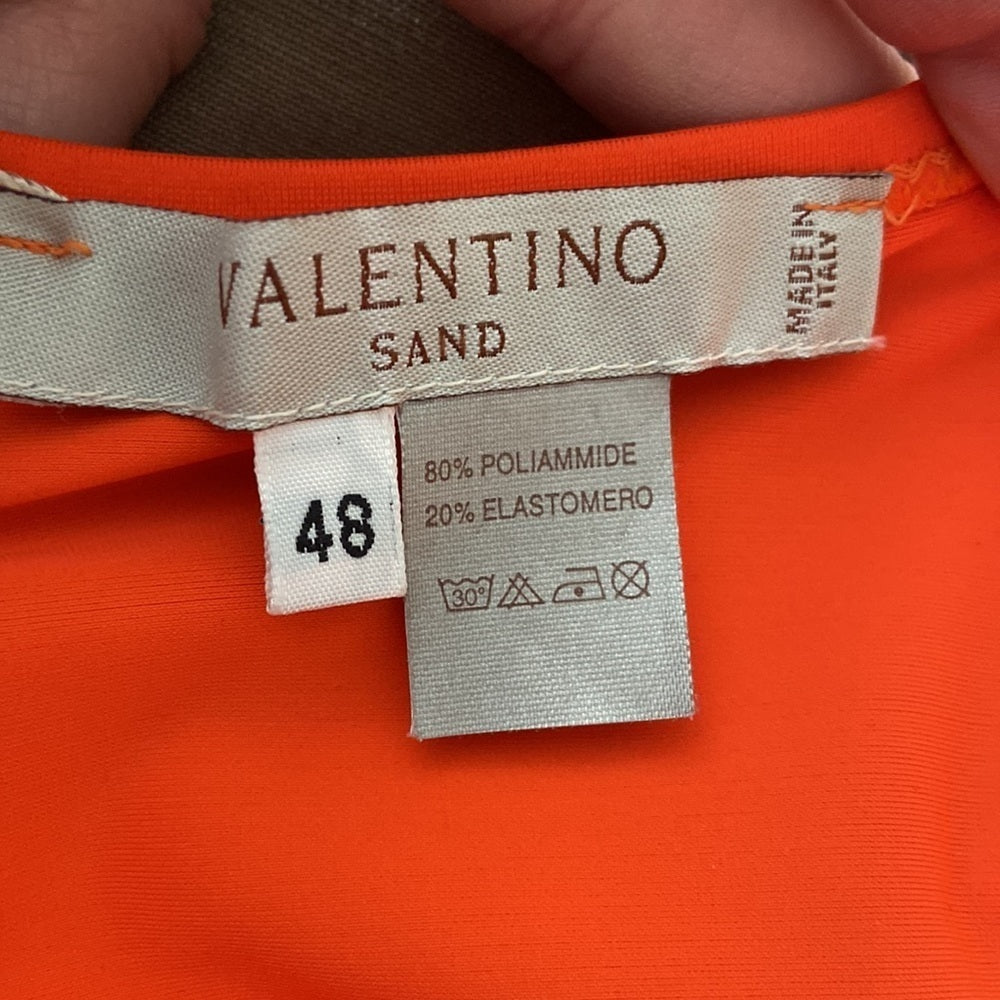 VALENTINO
SAND
MADE IN
ITALY
48
80% POLIAMMIDE
20% ELASTOMERO
30°